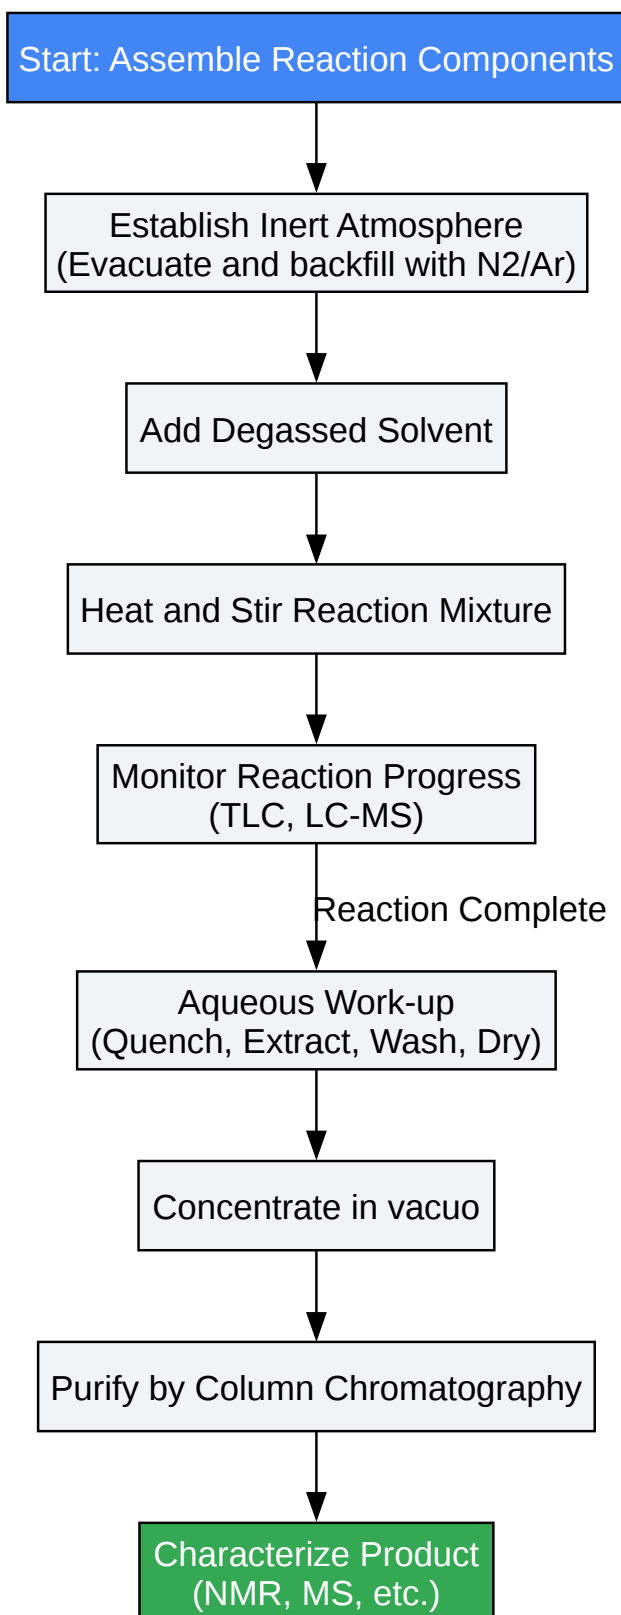 Start: Assemble Reaction Components
Establish Inert Atmosphere
(Evacuate and backfill with N2/Ar)
Add Degassed Solvent
Heat and Stir Reaction Mixture
Monitor Reaction Progress
(TLC, LC-MS)
Reaction Complete
Aqueous Work-up
(Quench, Extract, Wash, Dry)
Concentrate in vacuo
Purify by Column Chromatography
Characterize Product
(NMR, MS, etc.)